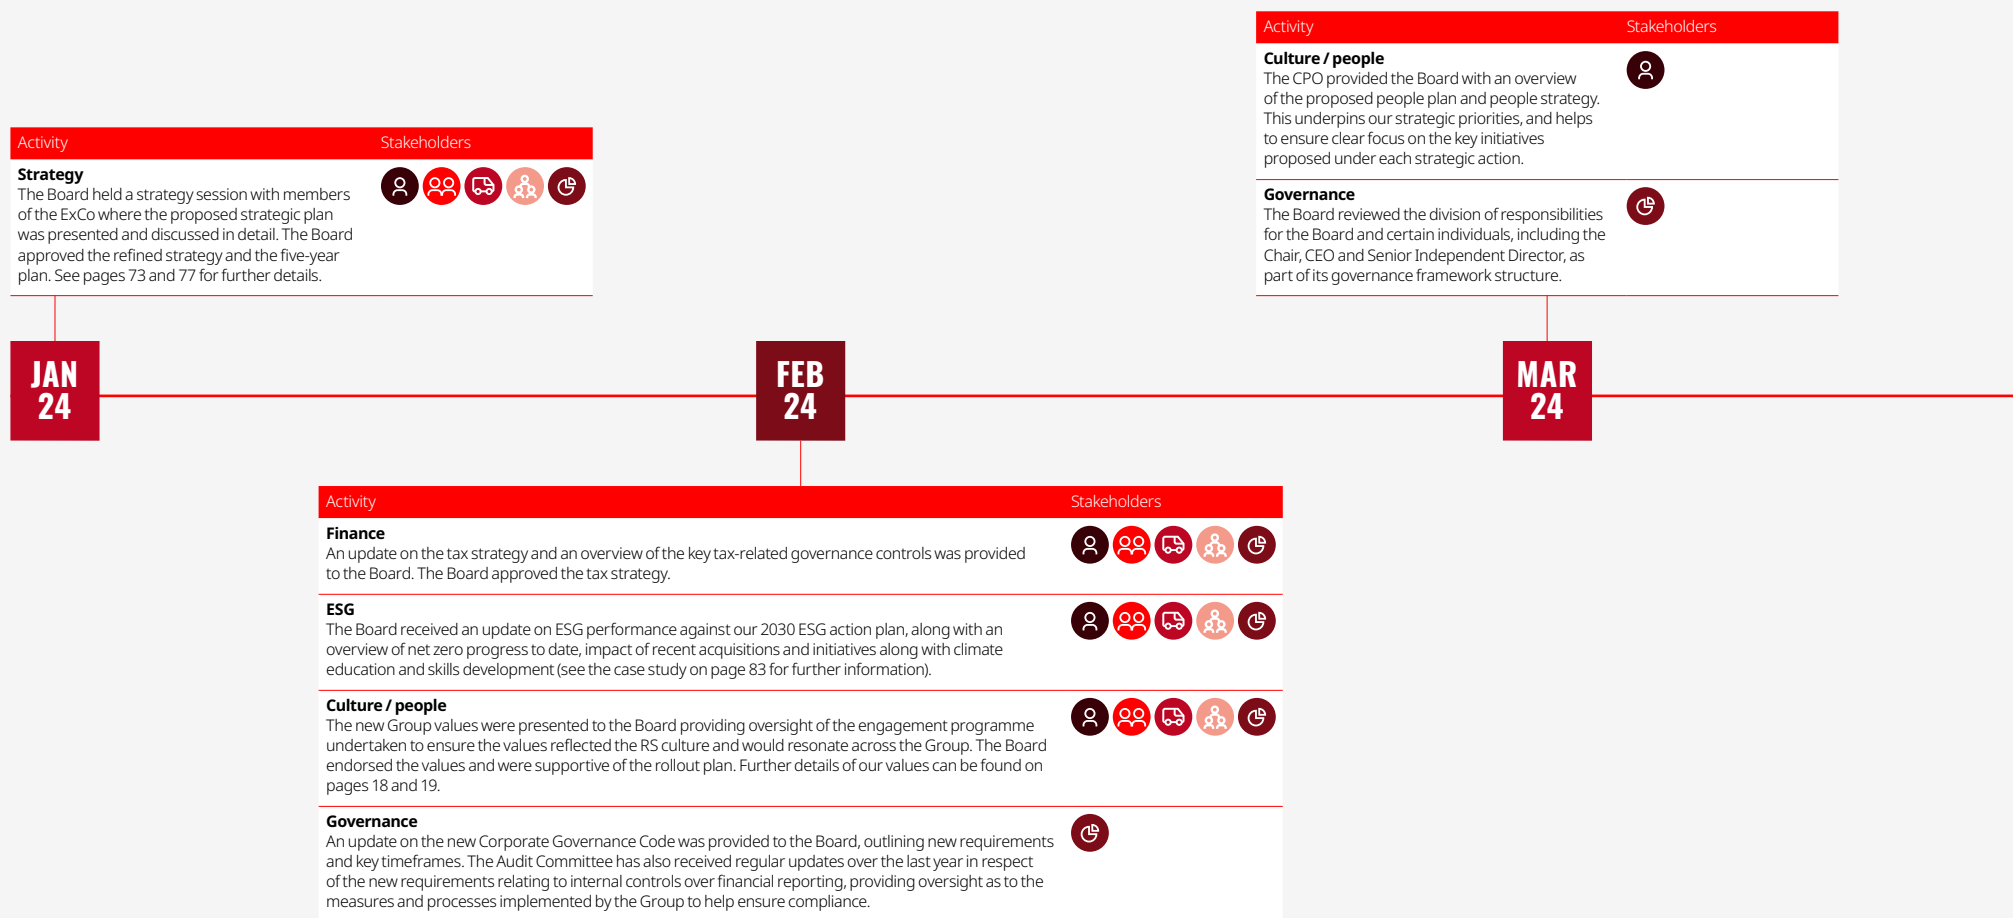 Activity Stakeholders
Strategy
The Board held a strategy session with members
of the ExCo where the proposed strategic plan
was presented and discussed in detail. The Board
approved the refined strategy and the five-year
plan. See pages 73 and 77 for further details.
JAN
24
Activity Stakeholders
Finance
An update on the tax strategy and an overview of the key tax-related governance controls was provided
to the Board. The Board approved the tax strategy.
ESG
The Board received an update on ESG performance against our 2030 ESG action plan, along with an
overview of net zero progress to date, impact of recent acquisitions and initiatives along with climate
education and skills development (see the case study on page 83 for further information).
Culture / people
The new Group values were presented to the Board providing oversight of the engagement programme
undertaken to ensure the values reflected the RS culture and would resonate across the Group. The Board
endorsed the values and were supportive of the rollout plan. Further details of our values can be found on
pages 18 and 19.
Governance
An update on the new Corporate Governance Code was provided to the Board, outlining new requirements
and key timeframes. The Audit Committee has also received regular updates over the last year in respect
of the new requirements relating to internal controls over financial reporting, providing oversight as to the
measures and processes implemented by the Group to help ensure compliance.
FEB
24
Activity Stakeholders
Culture / people
The CPO provided the Board with an overview
of the proposed people plan and people strategy.
This underpins our strategic priorities, and helps
to ensure clear focus on the key initiatives
proposed under each strategic action.
Governance
The Board reviewed the division of responsibilities
for the Board and certain individuals, including the
Chair, CEO and Senior Independent Director, as
part of its governance framework structure.
MAR
24